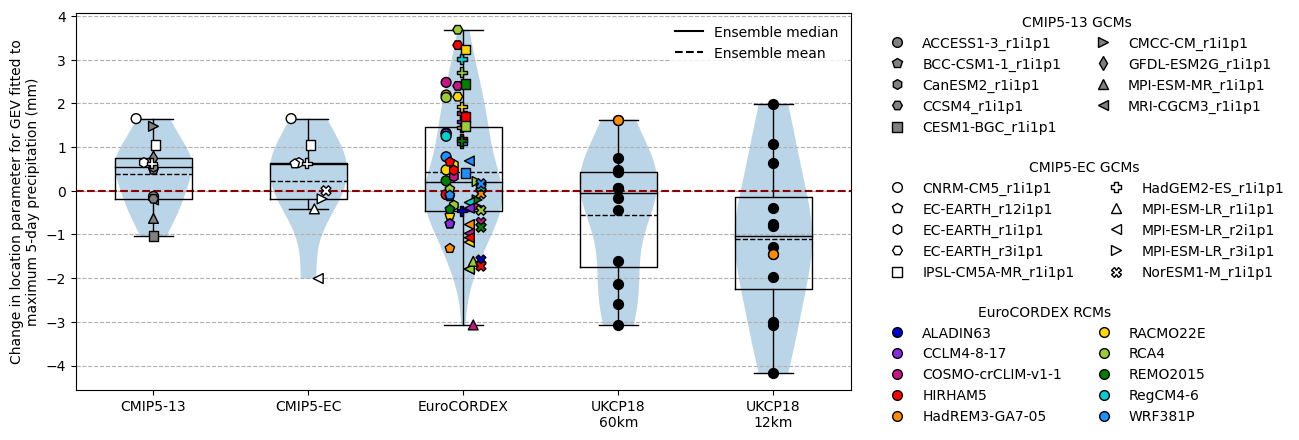 Change in location parameter for GEV fitted to
maximum 5-day precipitation (mm)
4
3
2
1
0
−1
−2
−3
−4
Ensemble median
Ensemble mean
CMIP5-13
CMIP5-EC
EuroCORDEX
UKCP18
60km
UKCP18
12km
CMIP5-13 GCMs
ACCESS1-3_r1i1p1
BCC-CSM1-1_r1i1p1
CanESM2_r1i1p1
CCSM4_r1i1p1
CESM1-BGC_r1i1p1
CMCC-CM_r1i1p1
GFDL-ESM2G_r1i1p1
MPI-ESM-MR_r1i1p1
MRI-CGCM3_r1i1p1
CMIP5-EC GCMs
CNRM-CM5_r1i1p1
EC-EARTH_r12i1p1
EC-EARTH_r1i1p1
EC-EARTH_r3i1p1
IPSL-CM5A-MR_r1i1p1
HadGEM2-ES_r1i1p1
MPI-ESM-LR_r1i1p1
MPI-ESM-LR_r2i1p1
MPI-ESM-LR_r3i1p1
NorESM1-M_r1i1p1
EuroCORDEX RCMs
ALADIN63
CCLM4-8-17
COSMO-crCLIM-v1-1
HIRHAM5
HadREM3-GA7-05
RACMO22E
RCA4
REMO2015
RegCM4-6
WRF381P